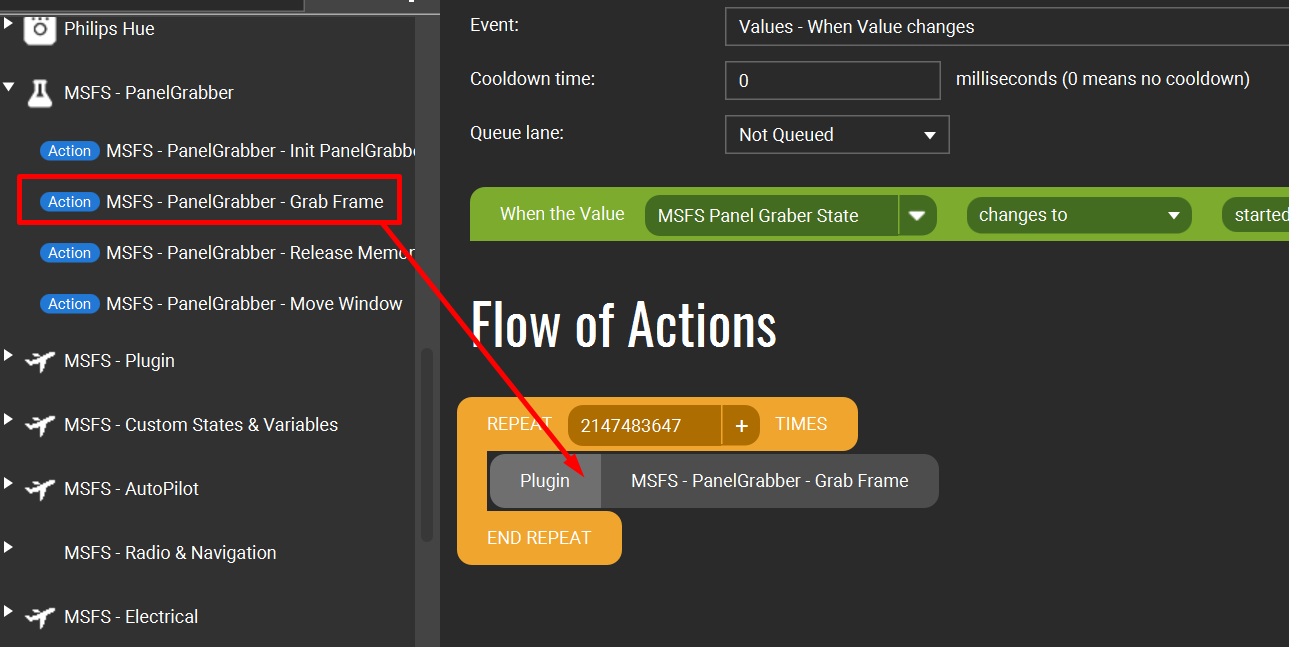 Philips Hue
MSFS - PanelGrabber
Action MSFS - PanelGrabber - Init PanelGrabbe
Action MSFS - PanelGrabber - Grab Frame
Action MSFS - PanelGrabber - Release Memor
Action MSFS - PanelGrabber - Move Window
MSFS - Plugin
MSFS - Custom States & Variables
MSFS - AutoPilot
MSFS - Radio & Navigation
MSFS - Electrical
Event: Values - When Value changes
Cooldown time: 0 milliseconds (0 means no cooldown)
Queue lane: Not Queued
When the Value MSFS Panel Graber State changes to started
Flow of Actions
REPEAT 2147483647 + TIMES
Plugin MSFS - PanelGrabber - Grab Frame
END REPEAT